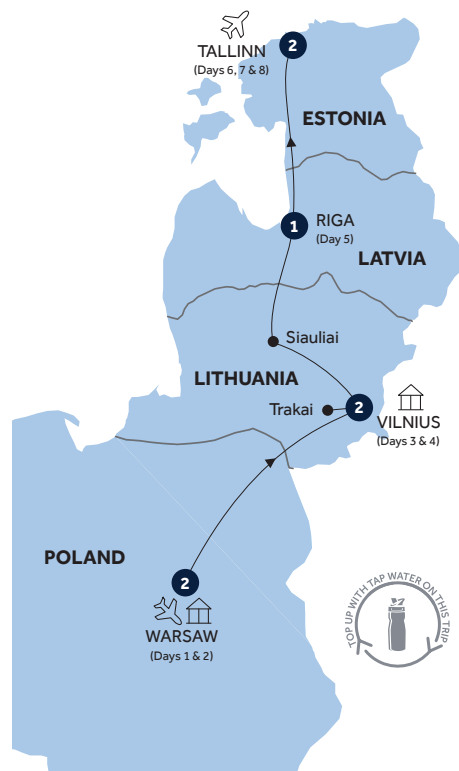 2
TALLINN
(Days 6, 7 & 8)
ESTONIA
1
RIGA
(Day 5)
LATVIA
Siauliai
LITHUANIA
Trakai
2
VILNIUS
(Days 3 & 4)
POLAND
2
WARSAW
(Days 1 & 2)
TOP UP WITH TAP WATER ON THIS TRIP